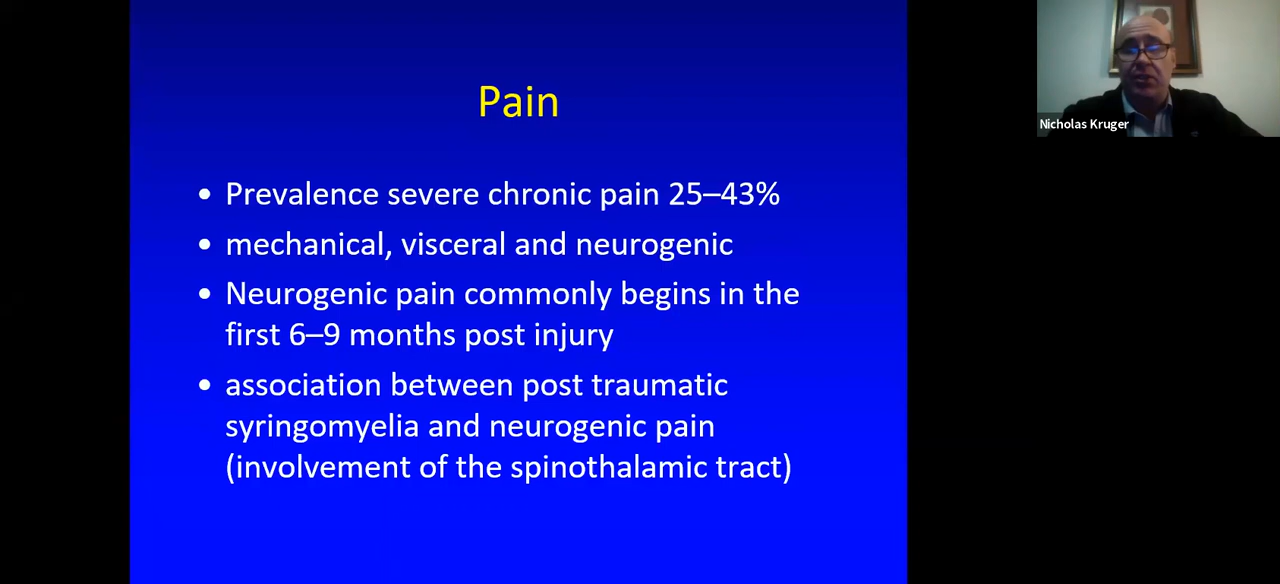 Pain
• Prevalence severe chronic pain 25–43%
• mechanical, visceral and neurogenic
• Neurogenic pain commonly begins in the
first 6–9 months post injury
• association between post traumatic
syringomyelia and neurogenic pain
(involvement of the spinothalamic tract)
Nicholas Kruger